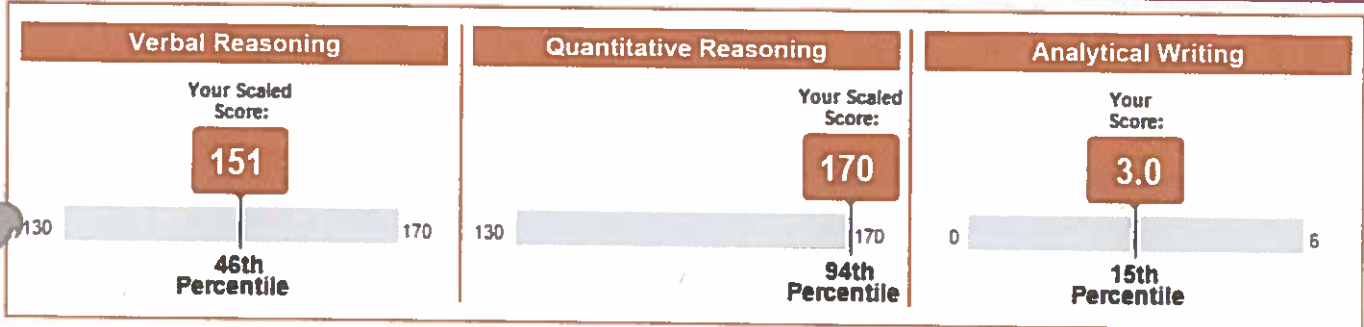 Verbal Reasoning
Your Scaled
Score:
151
130
170
46th
Percentile
Quantitative Reasoning
Your Scaled
Score:
170
130
170
94th
Percentile
Analytical Writing
Your
Score:
3.0
0
6
15th
Percentile